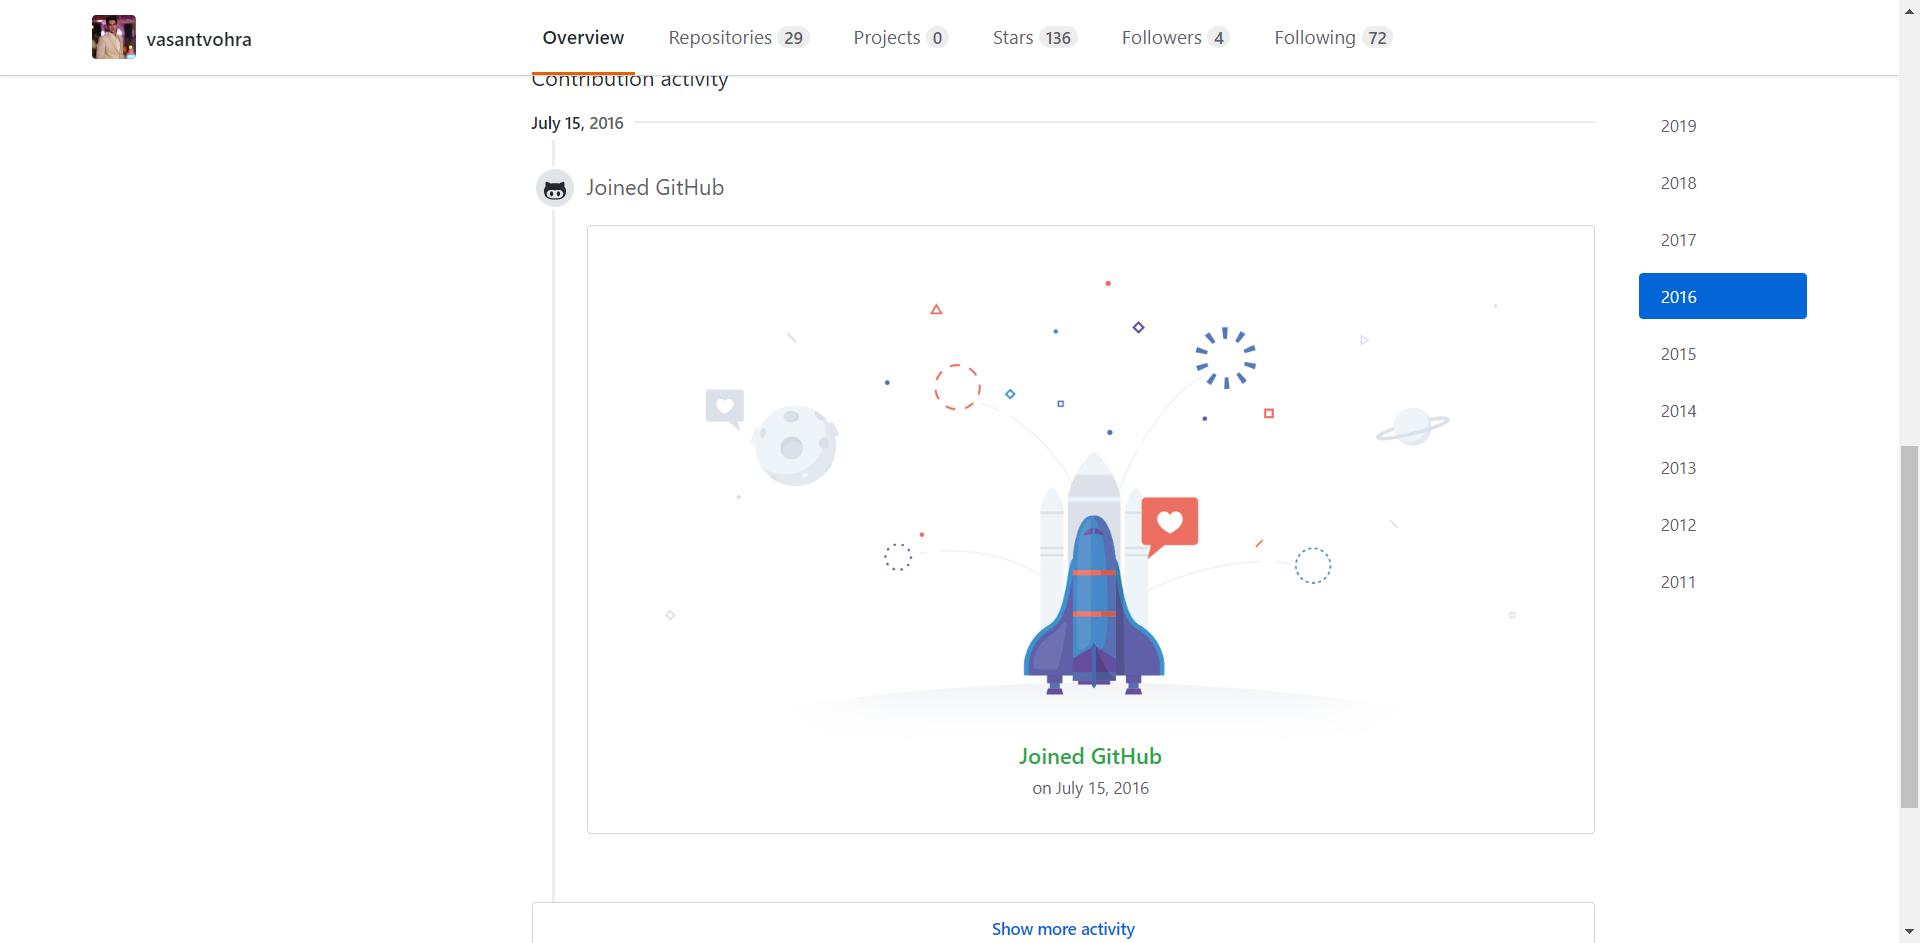 vasantvohra
Overview
Repositories 29
Projects 0
Stars 136
Followers 4
Following 72
Contribution activity
July 15, 2016
Joined GitHub
Joined GitHub
on July 15, 2016
Show more activity
2019
2018
2017
2016
2015
2014
2013
2012
2011